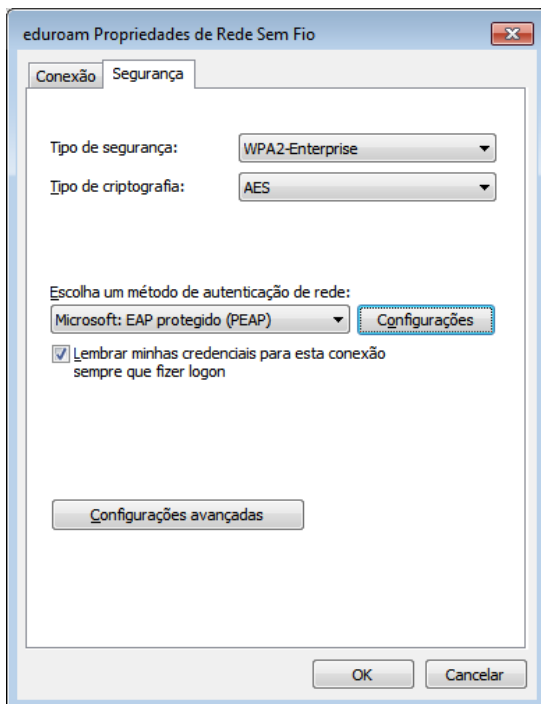 eduroam Propriedades de Rede Sem Fio
Conexão Segurança
Tipo de segurança: WPA2-Enterprise
Tipo de criptografia: AES
Escolha um método de autenticação de rede:
Microsoft: EAP protegido (PEAP) Configurações
Lembrar minhas credenciais para esta conexão
sempre que fizer logon
Configurações avançadas
OK Cancelar